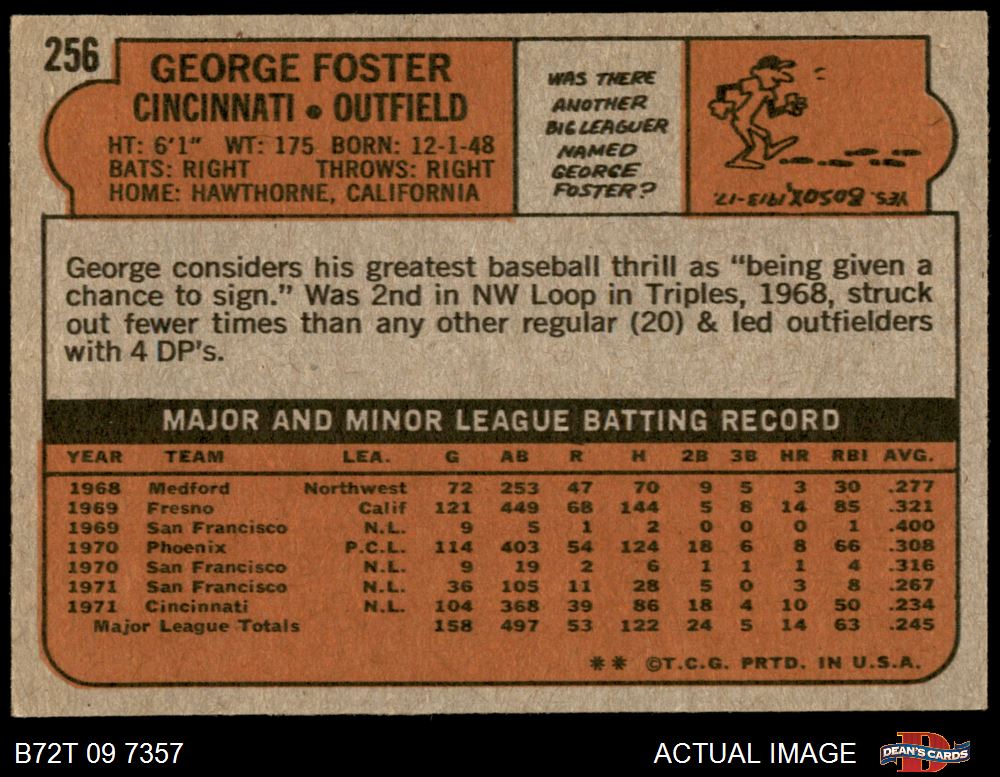 256
GEORGE FOSTER
CINCINNATI • OUTFIELD
HT: 6'1" WT: 175 BORN: 12-1-48
BATS: RIGHT THROWS: RIGHT
HOME: HAWTHORNE, CALIFORNIA
WAS THERE
ANOTHER
BIG LEAGUER
NAMED
GEORGE
FOSTER?
YES. BOSOX, 1913-17.
George considers his greatest baseball thrill as "being given a
chance to sign." Was 2nd in NW Loop in Triples, 1968, struck
out fewer times than any other regular (20) & led outfielders
with 4 DP's.
MAJOR AND MINOR LEAGUE BATTING RECORD
YEAR TEAM LEA. G AB R H 2B 3B HR RBI AVG.
1968 Medford Northwest 72 253 47 70 9 5 3 30 .277
1969 Fresno Calif 121 449 68 144 5 8 14 85 .321
1969 San Francisco N.L. 9 5 1 2 0 0 0 1 .400
1970 Phoenix P.C.L. 114 403 54 124 18 6 8 66 .308
1970 San Francisco N.L. 9 19 2 6 1 1 1 4 .316
1971 San Francisco N.L. 36 105 11 28 5 0 3 8 .267
1971 Cincinnati N.L. 104 368 39 86 18 4 10 50 .234
Major League Totals 158 497 53 122 24 5 14 63 .245
** ©T.C.G. PRTD. IN U.S.A.
B72T 09 7357 ACTUAL IMAGE
D
DEAN'S CARDS